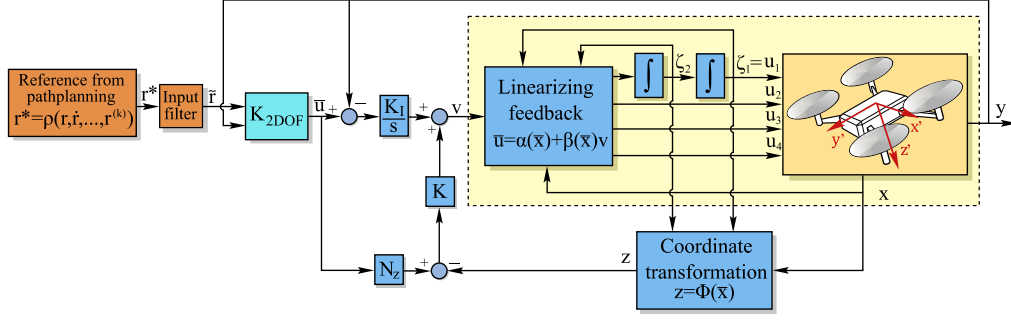 Reference from
pathplanning
r*=ρ(r,ṙ,...,r⁽ᵏ⁾)
r*
Input
filter
r̃
K2DOF
u̅
+
−
KI
s
+
+
v
Linearizing
feedback
u̅=α(x̅)+β(x̅)v
∫
ζ2
∫
ζ1=u1
u2
u3
u4
x'
y'
z'
y
x
K
Nz
+
−
z
Coordinate
transformation
z=Φ(x̅)